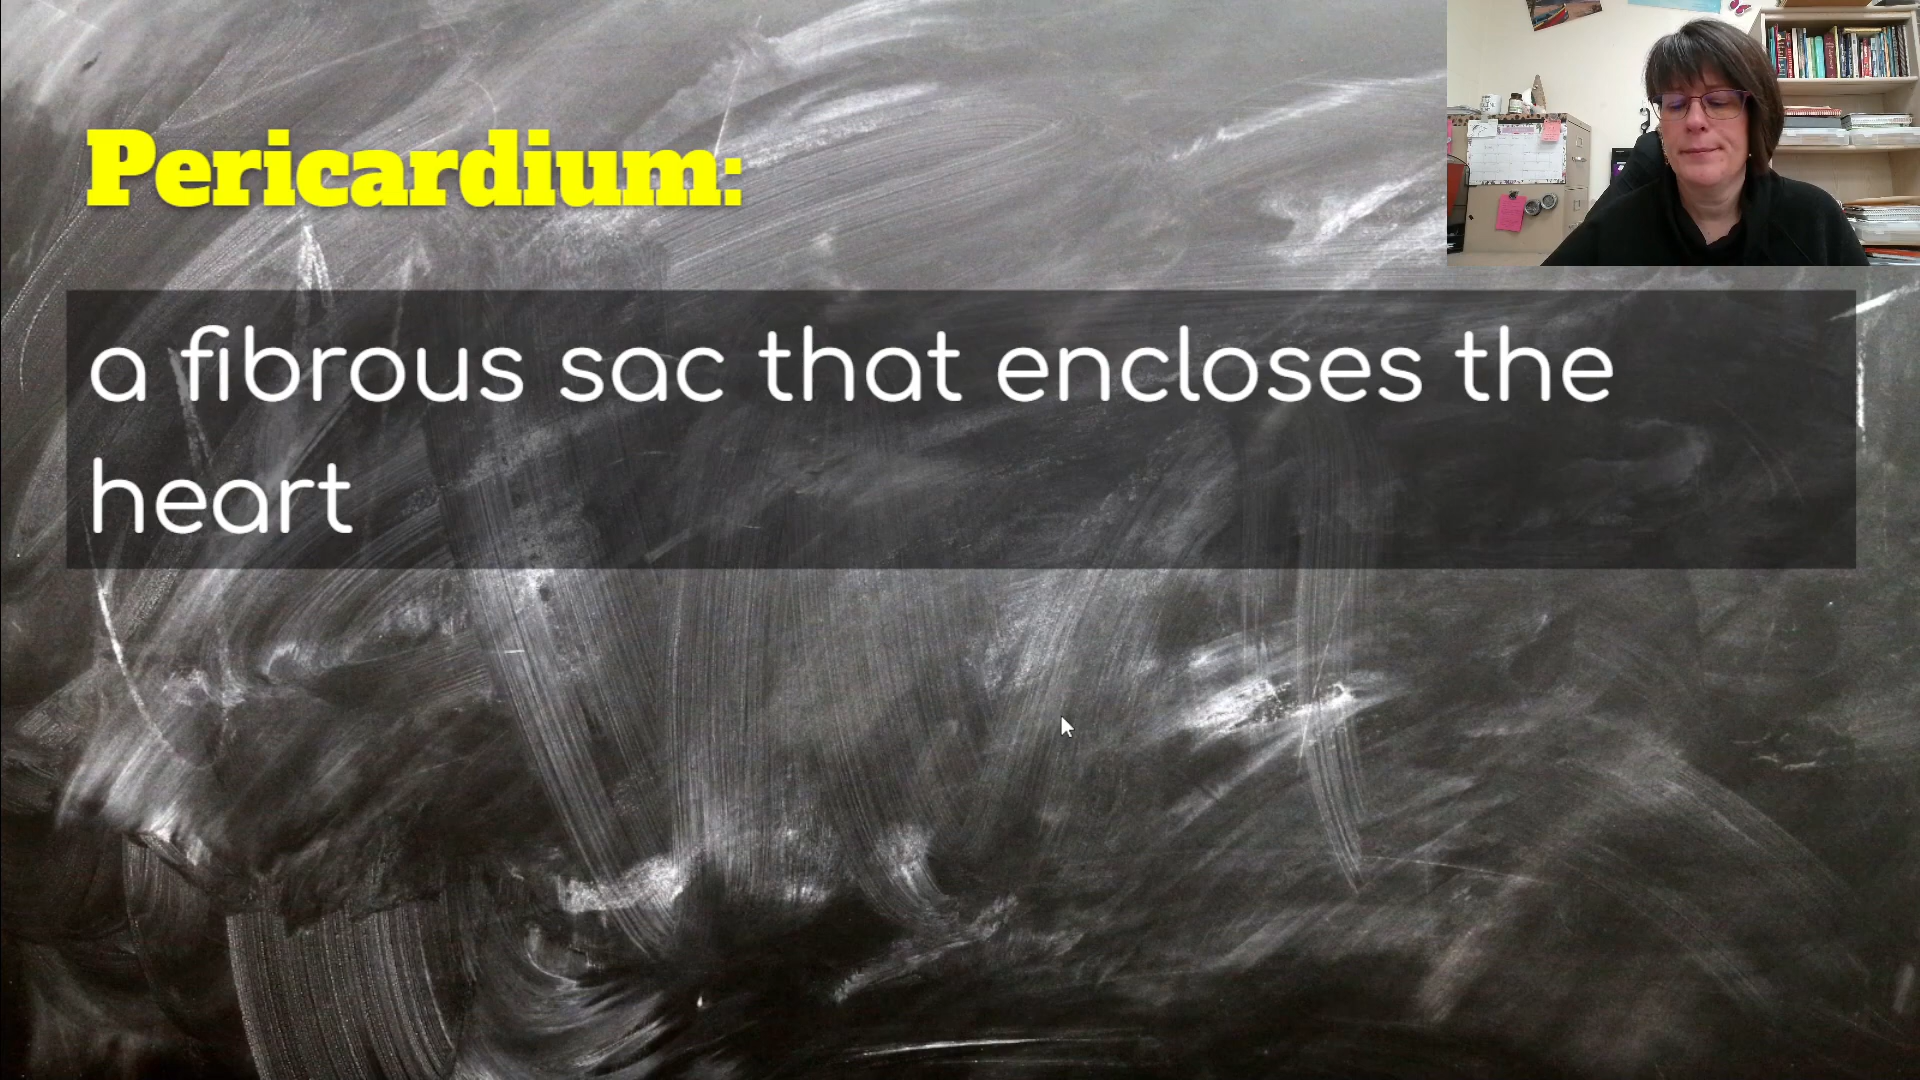 Pericardium:
a fibrous sac that encloses the
heart